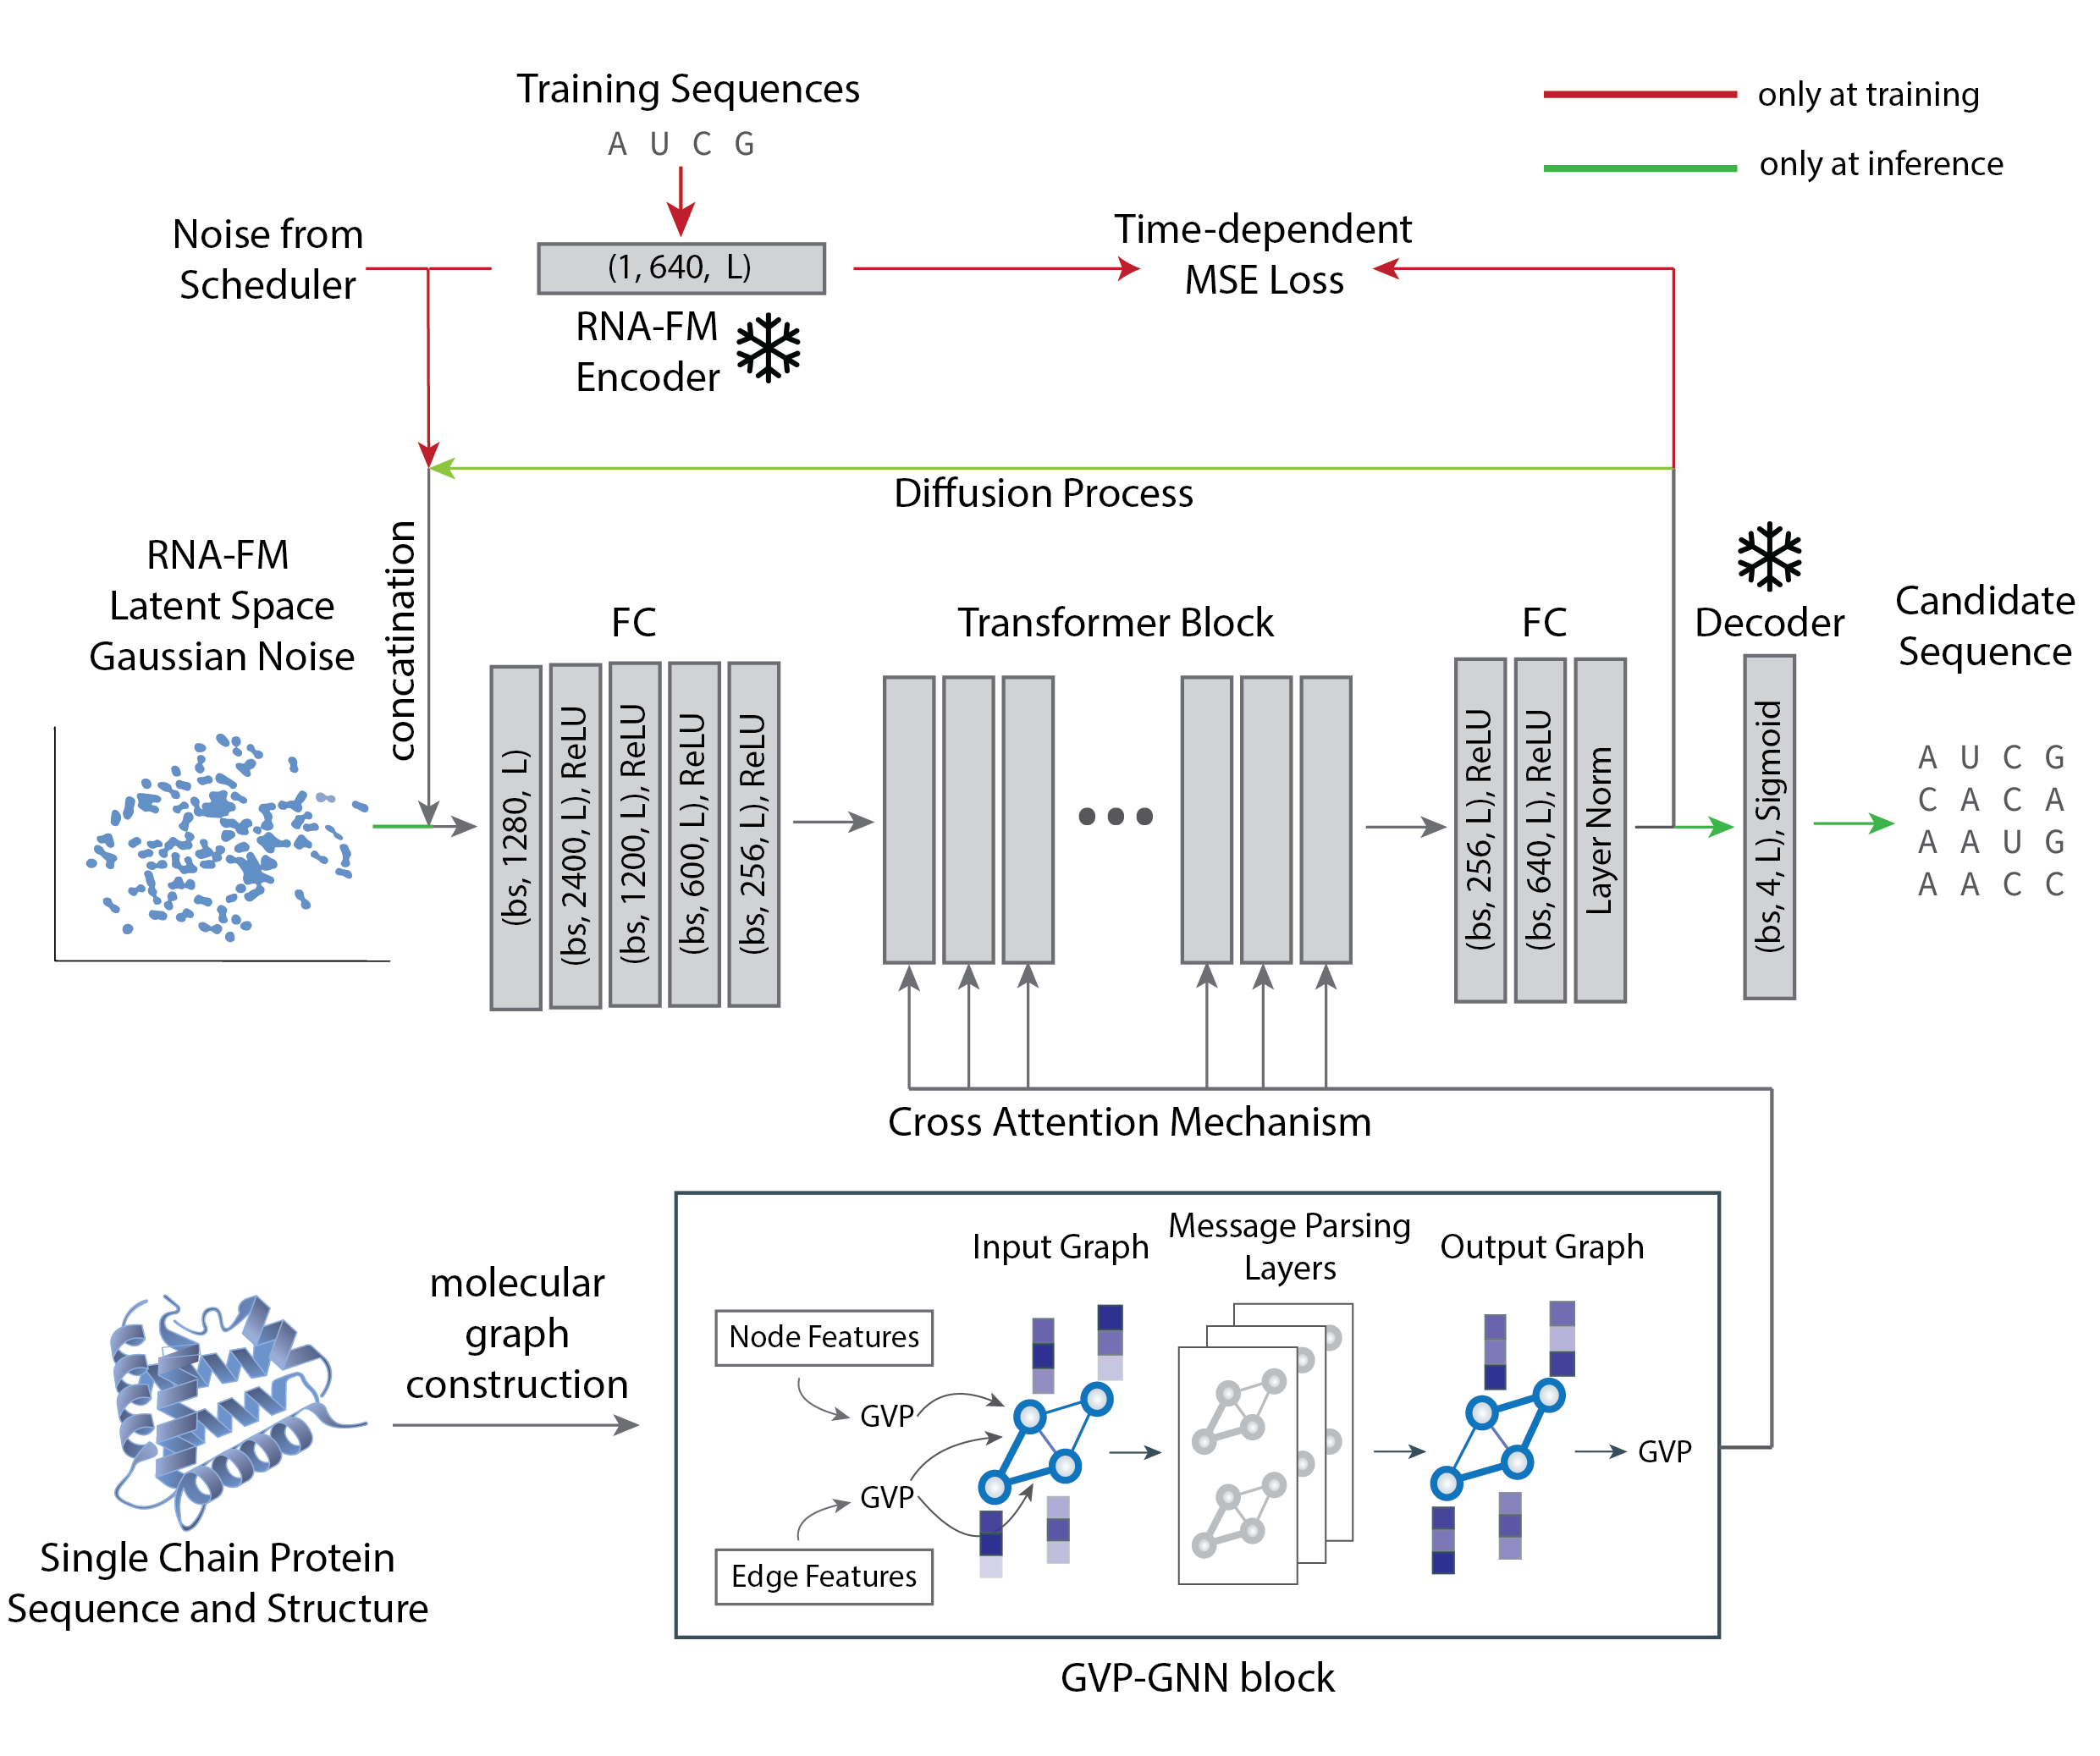 Training Sequences
A U C G
only at training
only at inference
Noise from
Scheduler
(1, 640, L)
RNA-FM
Encoder
Time-dependent
MSE Loss
Diffusion Process
concatination
RNA-FM
Latent Space
Gaussian Noise
FC
(bs, 1280, L)
(bs, 2400, L), ReLU
(bs, 1200, L), ReLU
(bs, 600, L), ReLU
(bs, 256, L), ReLU
Transformer Block
FC
(bs, 256, L), ReLU
(bs, 640, L), ReLU
Layer Norm
Decoder
(bs, 4, L), Sigmoid
Candidate
Sequence
A U C G
C A C A
A A U G
A A C C
Cross Attention Mechanism
Single Chain Protein
Sequence and Structure
molecular
graph
construction
Node Features
GVP
GVP
Edge Features
Input Graph
Message Parsing
Layers
Output Graph
GVP
GVP-GNN block